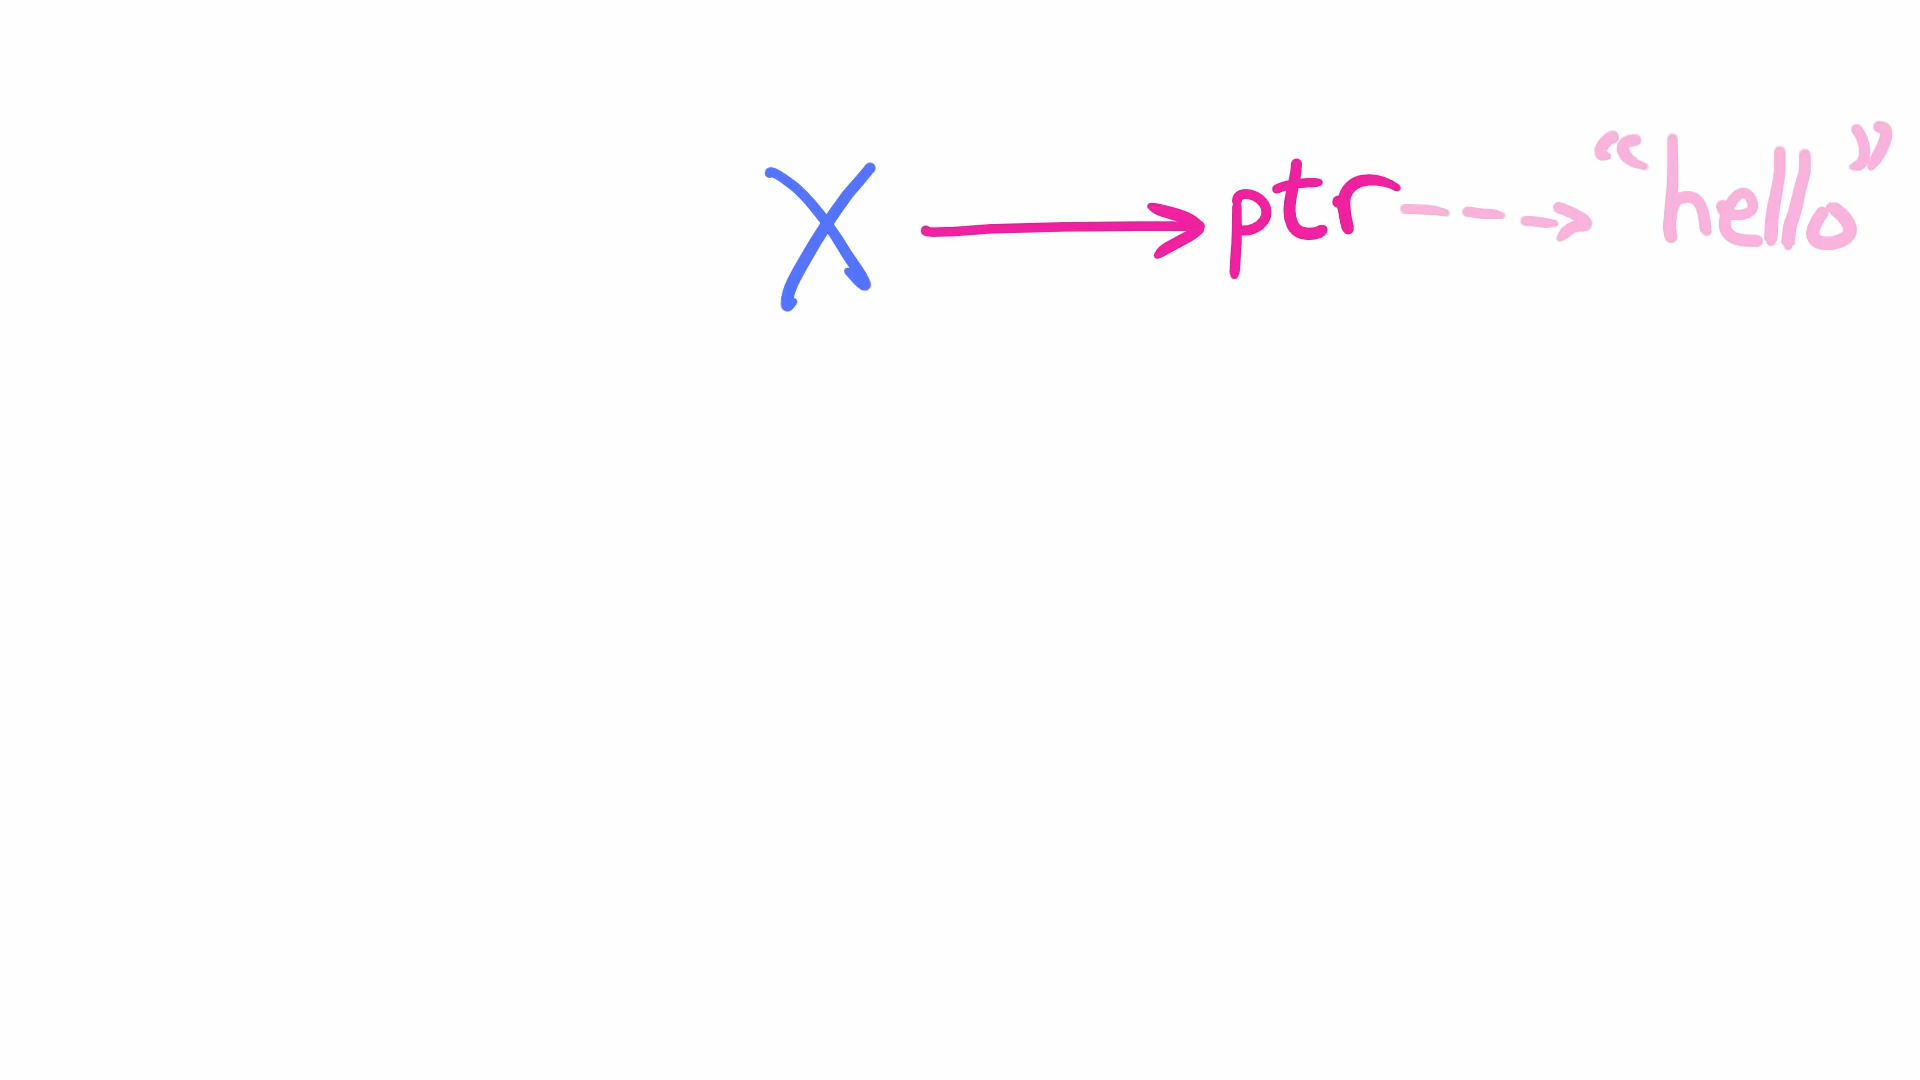 X → ptr --→ “hello”